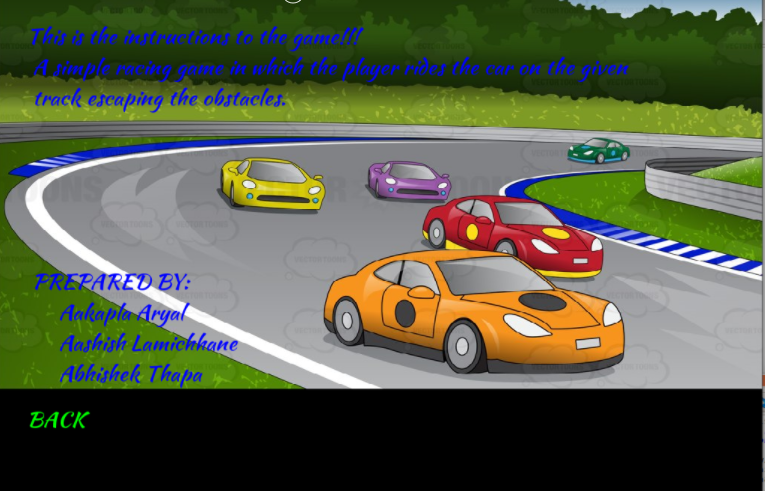 This is the instructions to the game!!!
A simple racing game in which the player rides the car on the given
track escaping the obstacles.
PREPARED BY:
Aakapla Aryal
Aashish Lamichhane
Abhishek Thapa
BACK